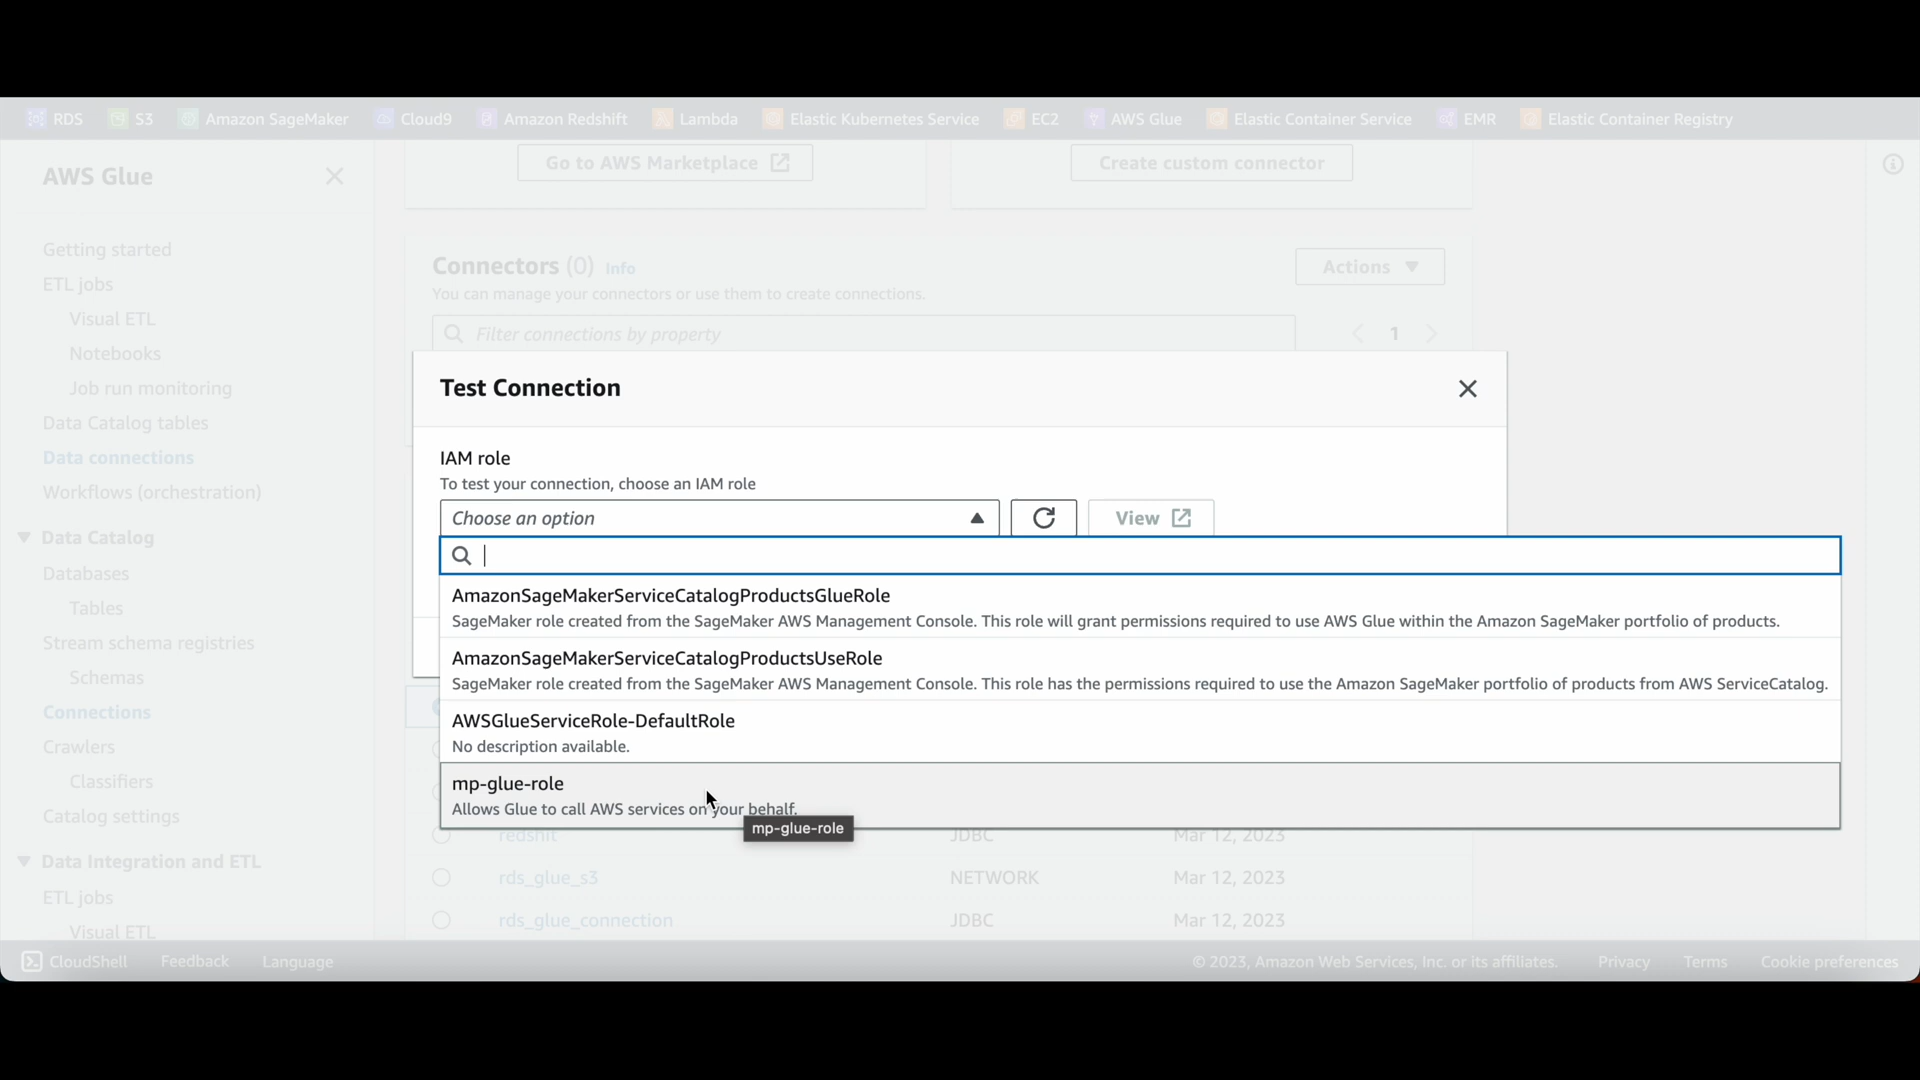 RDS S3 Amazon SageMaker Cloud9 Amazon Redshift Lambda Elastic Kubernetes Service EC2 AWS Glue Elastic Container Service EMR Elastic Container Registry
AWS Glue
Getting started
ETL jobs
Visual ETL
Notebooks
Job run monitoring
Data Catalog tables
Data connections
Workflows (orchestration)
Data Catalog
Databases
Tables
Stream schema registries
Schemas
Connections
Crawlers
Classifiers
Catalog settings
Data Integration and ETL
ETL jobs
Visual ETL
Go to AWS Marketplace
Create custom connector
Connectors (0) Info
Actions
You can manage your connectors or use them to create connections.
Filter connections by property
1
Test Connection
IAM role
To test your connection, choose an IAM role
Choose an option
View
AmazonSageMakerServiceCatalogProductsGlueRole
SageMaker role created from the SageMaker AWS Management Console. This role will grant permissions required to use AWS Glue within the Amazon SageMaker portfolio of products.
AmazonSageMakerServiceCatalogProductsUseRole
SageMaker role created from the SageMaker AWS Management Console. This role has the permissions required to use the Amazon SageMaker portfolio of products from AWS ServiceCatalog.
AWSGlueServiceRole-DefaultRole
No description available.
mp-glue-role
Allows Glue to call AWS services on your behalf.
mp-glue-role
redshit JDBC Mar 12, 2023
rds_glue_s3 NETWORK Mar 12, 2023
rds_glue_connection JDBC Mar 12, 2023
CloudShell Feedback Language © 2023, Amazon Web Services, Inc. or its affiliates. Privacy Terms Cookie preferences